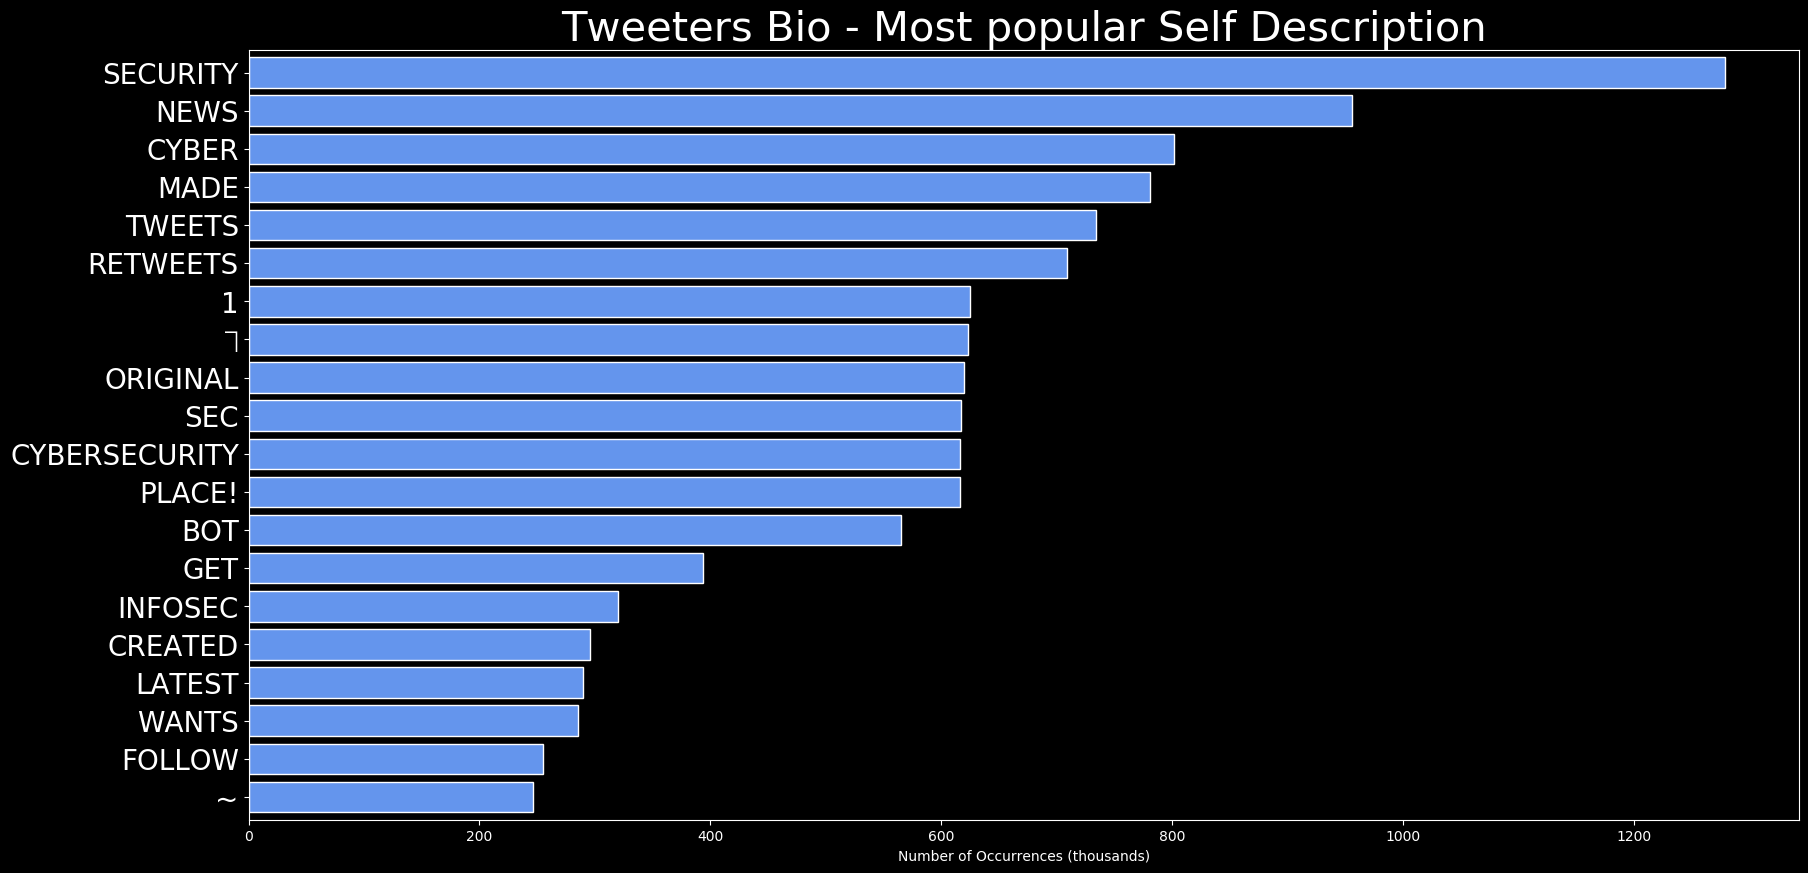 Tweeters Bio - Most popular Self Description
SECURITY
NEWS
CYBER
MADE
TWEETS
RETWEETS
1
ORIGINAL
SEC
CYBERSECURITY
PLACE!
BOT
GET
INFOSEC
CREATED
LATEST
WANTS
FOLLOW
~
0 200 400 600 800 1000 1200
Number of Occurrences (thousands)